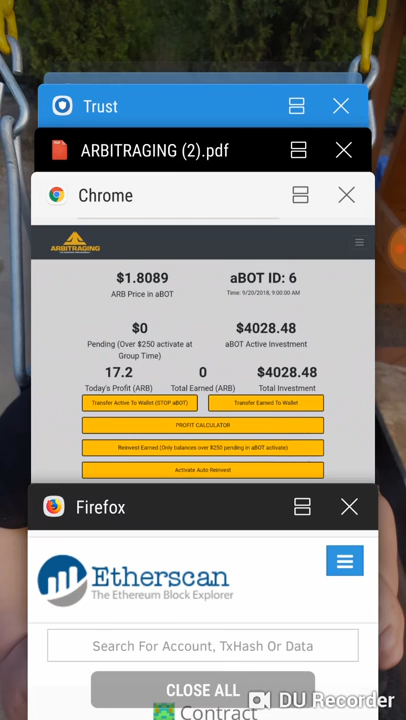 Trust
ARBITRAGING (2).pdf
Chrome
ARBITRAGING
$1.8089
ARB Price in aBOT
aBOT ID: 6
Time: 9/20/2018, 9:00:00 AM
$0
Pending (Over $250 activate at
Group Time)
$4028.48
aBOT Active Investment
17.2
Today's Profit (ARB)
0
Total Earned (ARB)
$4028.48
Total Investment
Transfer Active To Wallet (STOP aBOT)
Transfer Earned To Wallet
PROFIT CALCULATOR
Reinvest Earned (Only balances over $250 pending in aBOT activate)
Activate Auto Reinvest
Firefox
Etherscan
The Ethereum Block Explorer
Search For Account, TxHash Or Data
CLOSE ALL
DU Recorder
Contract